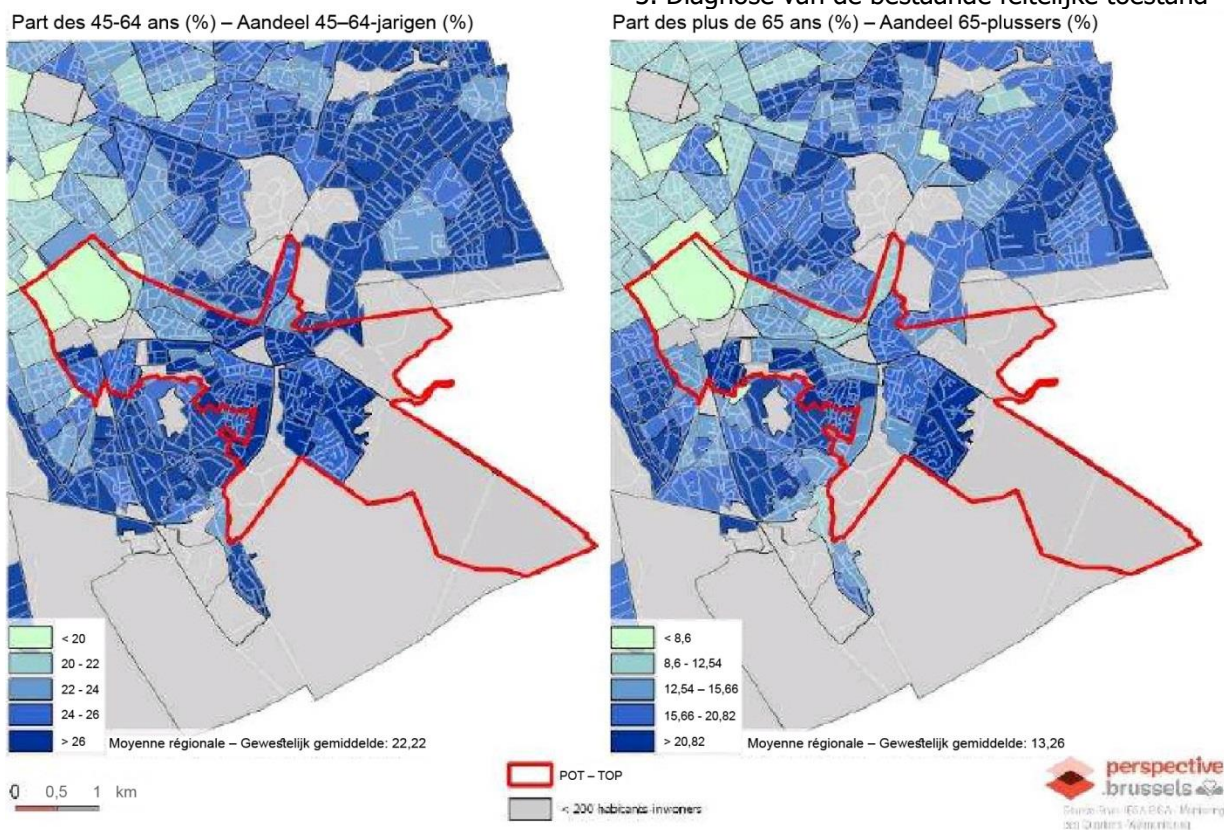 3. Diagnose van de bestaande feitelijke toestand
Part des 45-64 ans (%) – Aandeel 45–64-jarigen (%)
Part des plus de 65 ans (%) – Aandeel 65-plussers (%)
< 20
20 - 22
22 - 24
24 - 26
> 26
Moyenne régionale – Gewestelijk gemiddelde: 22,22
< 8,6
8,6 - 12,54
12,54 – 15,66
15,66 - 20,82
> 20,82
Moyenne régionale – Gewestelijk gemiddelde: 13,26
0 0,5 1 km
POT – TOP
< 200 habitants-inwoners
perspective
.brussels